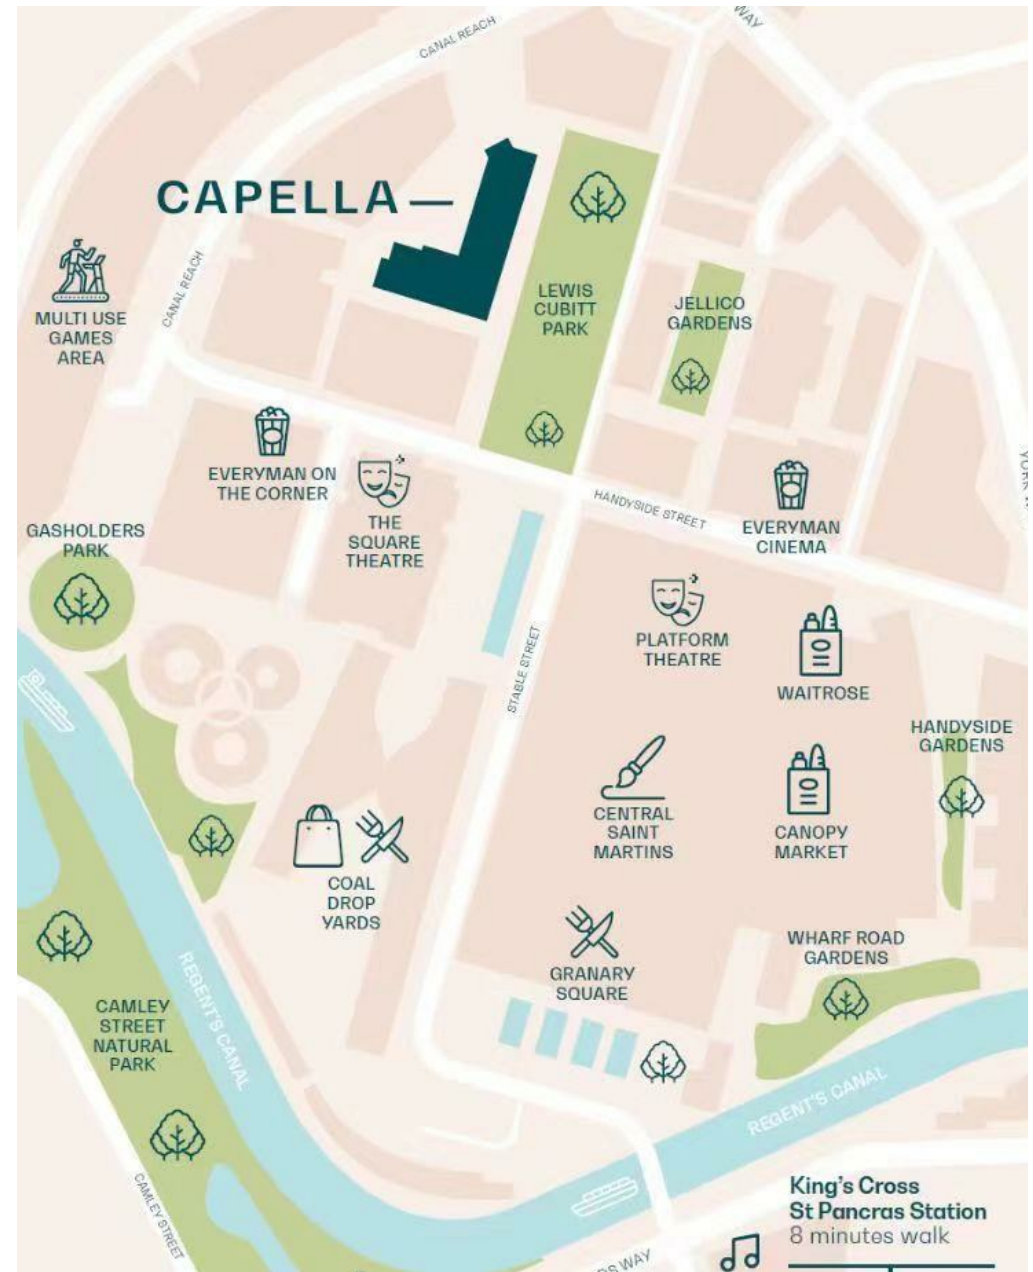 CANAL REACH
WAY
CAPELLA
CANAL REACH
MULTI USE
GAMES
AREA
LEWIS
CUBITT
PARK
JELLICO
GARDENS
EVERYMAN ON
THE CORNER
THE
SQUARE
THEATRE
HANDYSIDE STREET
EVERYMAN
CINEMA
GASHOLDERS
PARK
PLATFORM
THEATRE
WAITROSE
STABLE STREET
HANDYSIDE
GARDENS
CENTRAL
SAINT
MARTINS
CANOPY
MARKET
COAL
DROP
YARDS
GRANARY
SQUARE
WHARF ROAD
GARDENS
REGENT'S CANAL
CAMLEY
STREET
NATURAL
PARK
REGENT'S CANAL
CAMLEY STREET
King's Cross
St Pancras Station
8 minutes walk
WAY